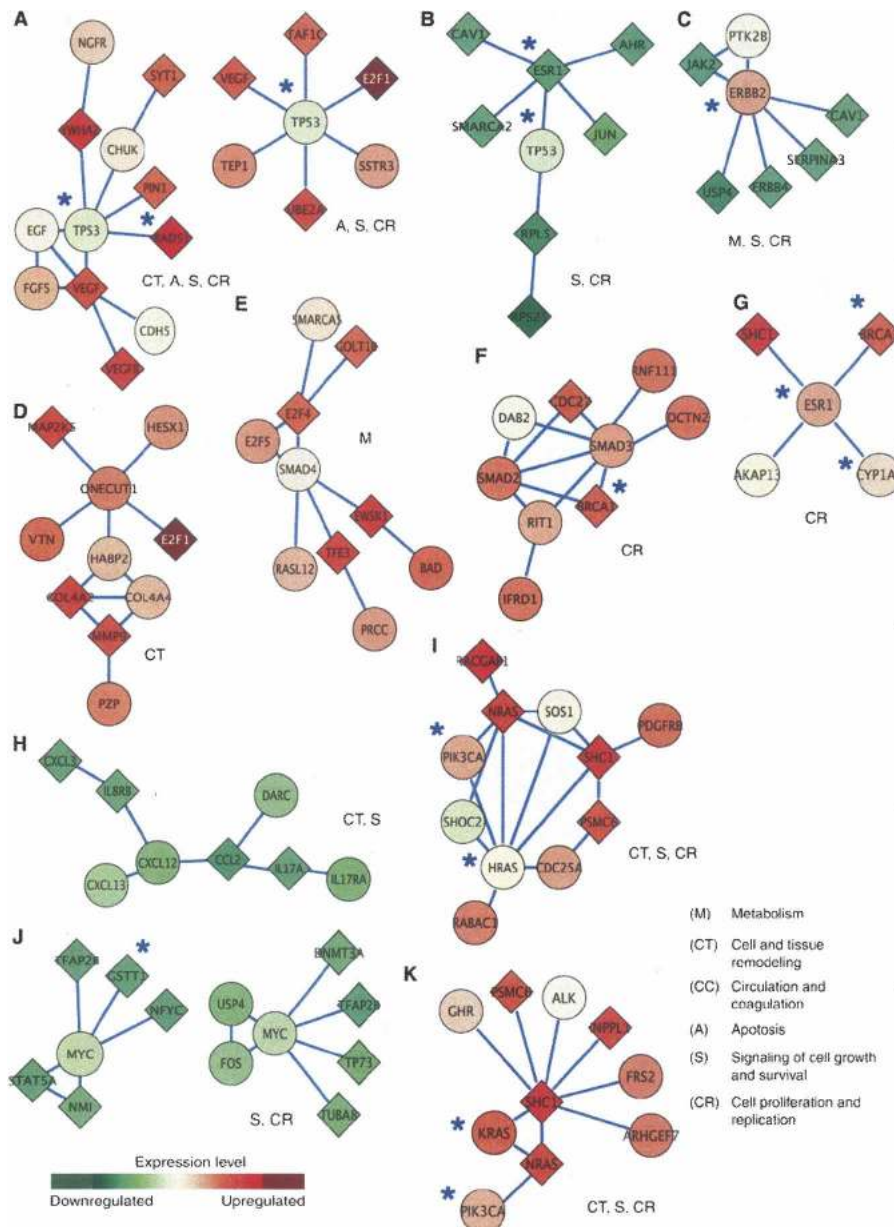 A
NGFR
SYT1
CHUK
PIN1
TP53
EGF
FGF5
VEGF
CDH5
CT, A, S, CR
TAF1C
VEGF
E2F1
TP53
TEP1
SSTR3
UBE2A
A, S, CR
B
CAV1
AHR
ESR1
SMARCA2
JUN
TP53
RPL5
S, CR
C
PTK2B
JAK2
ERBB2
CAV1
SERPINA3
USP4
ERBB4
M, S, CR
D
HESX1
ONECUT1
VTN
E2F1
HABP2
COL4A2
COL4A4
MMP9
PZP
CT
E
GOLT1B
E2F4
E2F5
M
SMAD4
EWSR1
TFE3
RASL12
BAD
PRCC
F
RNF111
CDC27
DAB2
SMAD3
DCTN2
SMAD2
BRCA1
RIT1
CR
IFRD1
G
SHC1
ESR1
AKAP13
CR
H
CXCL3
IL8RB
DARC
CT, S
CXCL12
CCL2
IL17A
CXCL13
IL17RA
I
NRAS
SOS1
PDGFRB
PIK3CA
SHC1
SHOC2
PSMC6
HRAS
CDC25A
CT, S, CR
RABAC1
J
GSTT1
NFYC
MYC
STAT5A
NMI
DNMT3A
USP4
MYC
FOS
TP73
TUBA8
S, CR
K
PSMC6
ALK
GHR
INPPL1
FRS2
SHC1
KRAS
ARHGEF7
NRAS
PIK3CA
CT, S, CR
(M) Metabolism
(CT) Cell and tissue
remodeling
(CC) Circulation and
coagulation
(A) Apotosis
(S) Signaling of cell growth
and survival
(CR) Cell proliferation and
replication
Expression level
Downregulated Upregulated